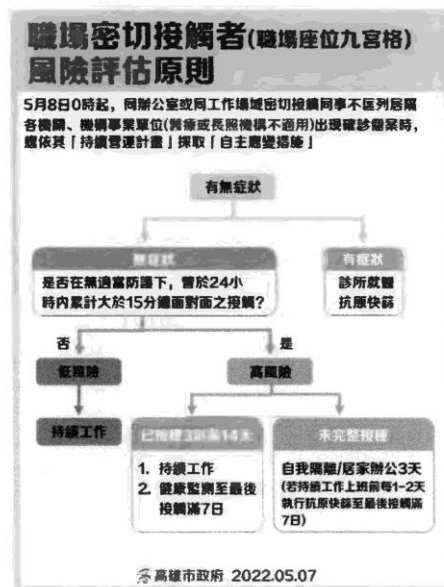 職場密切接觸者(職場座位九宮格)
風險評估原則
5月8日0時起，同辦公室或同工作場域密切接觸同事不匡列居隔
各機關、機構事業單位(醫療或長照機構不適用)出現確診個案時，
應依其「持續營運計畫」採取「自主應變措施」
有無症狀
無症狀
有症狀
是否在無適當防護下，曾於24小
時內累計大於15分鐘面對面之接觸?
診所就醫
抗原快篩
否
是
低風險
高風險
持續工作
已接種3劑滿14天
未完整接種
1. 持續工作
2. 健康監測至最後
接觸滿7日
自我隔離/居家辦公3天
(若持續工作上班前每1-2天
執行抗原快篩至最後接觸滿
7日)
高雄市政府 2022.05.07